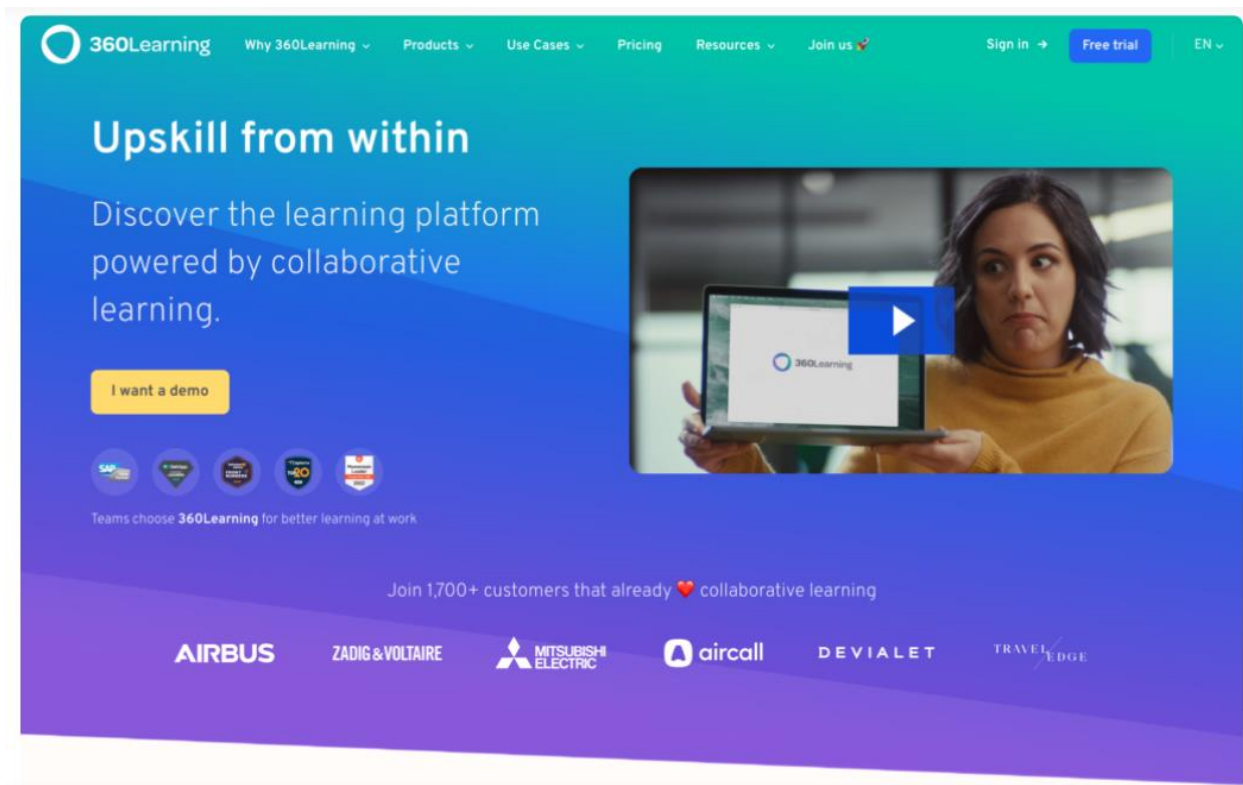 360Learning
Why 360Learning
Products
Use Cases
Pricing
Resources
Join us 🚀
Sign in →
Free trial
EN
Upskill from within
Discover the learning platform
powered by collaborative
learning.
360Learning
I want a demo
SAP
Teams choose 360Learning for better learning at work
Join 1,700+ customers that already ❤️ collaborative learning
AIRBUS
ZADIG & VOLTAIRE
MITSUBISHI
ELECTRIC
aircall
DEVIALET
TRAVEL
EDGE